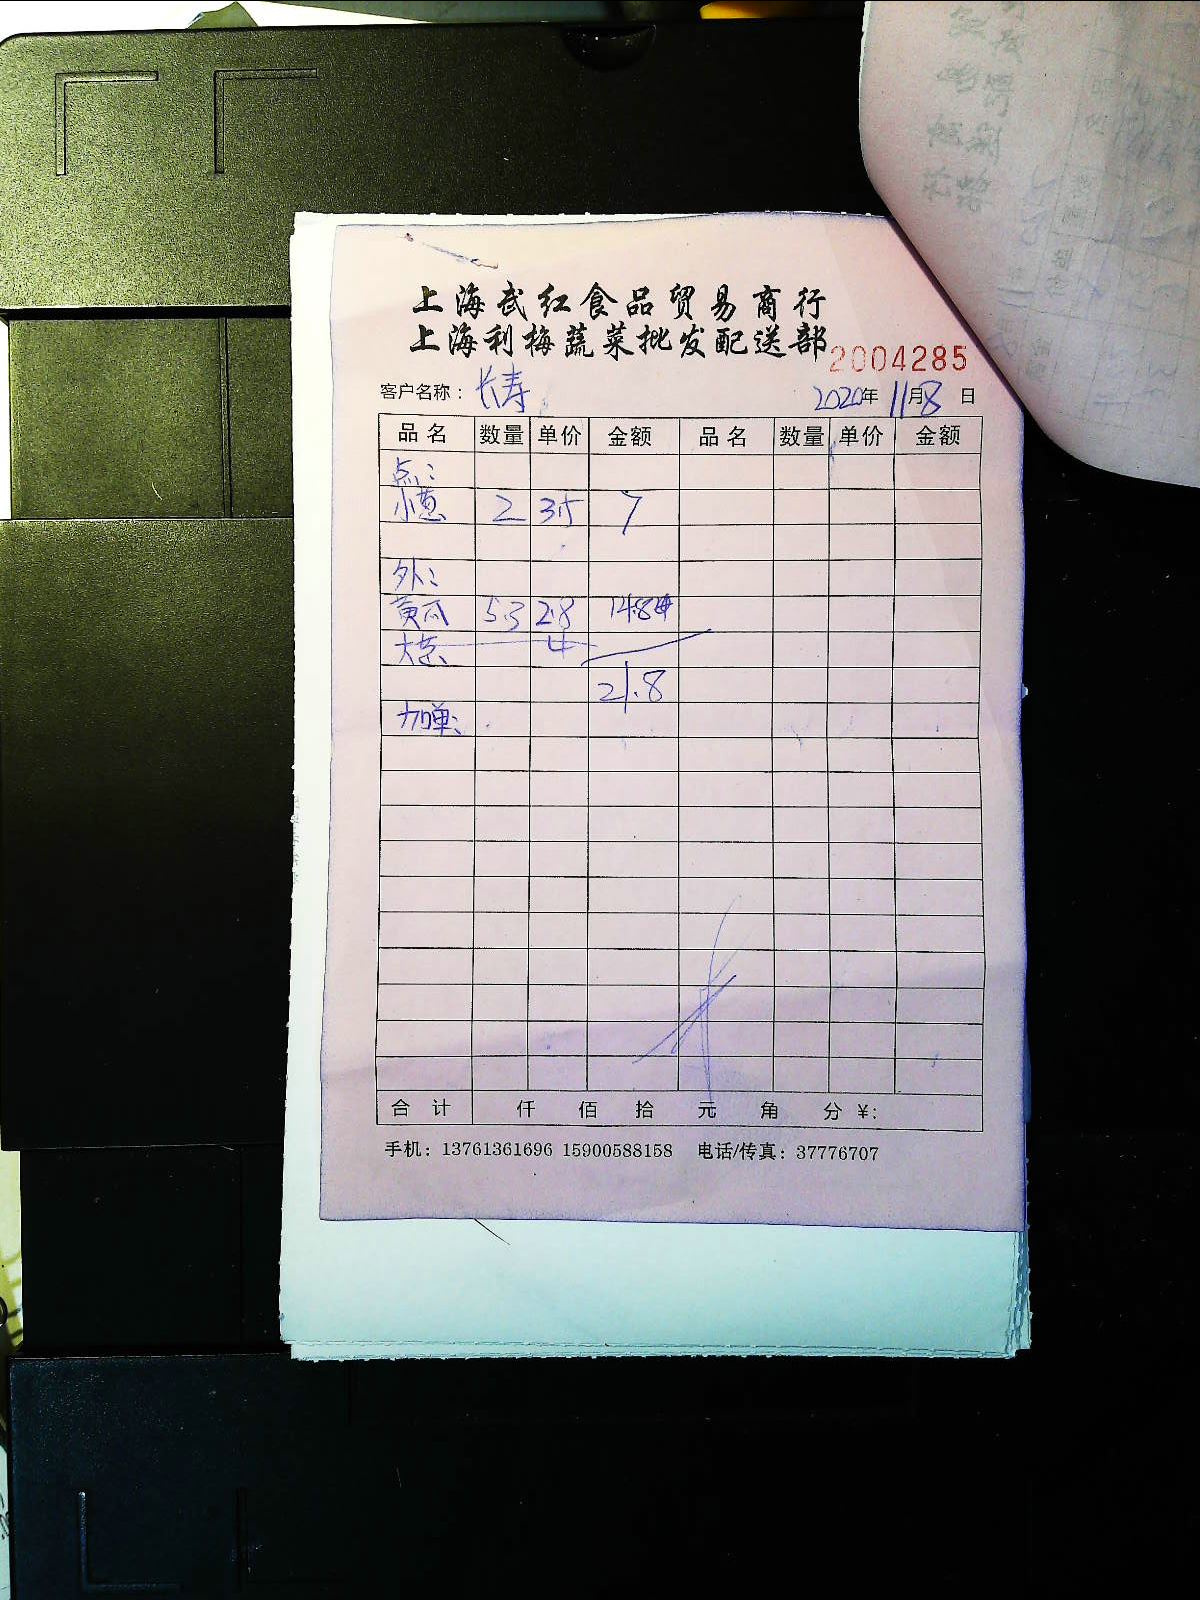 上海武红食品贸易商行
上海利梅蔬菜批发配送部
2004285
客户名称：长寿 2020年11月8日
品名 数量 单价 金额 品名 数量 单价 金额
点：
小葱 2 3.5 7
外：
黄瓜 5.3 2.8 14.84
大葱 4
21.8
加单：
合计 仟 佰 拾 元 角 分 ¥：
手机：13761361696 15900588158 电话/传真：37776707